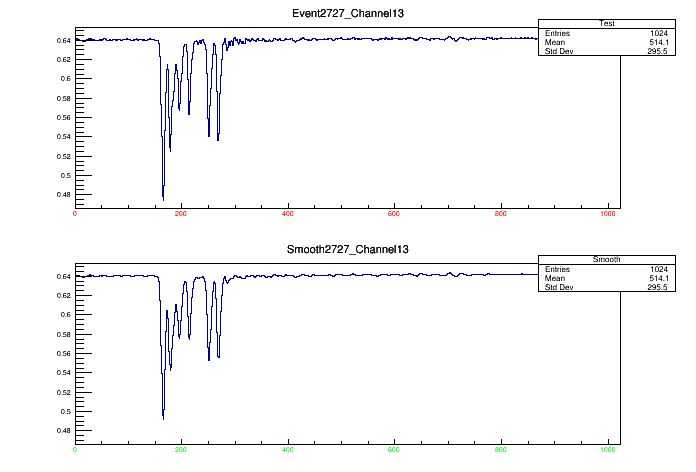 Event2727_Channel13
Test
Entries 1024
Mean 514.1
Std Dev 295.5
0.64
0.62
0.6
0.58
0.56
0.54
0.52
0.5
0.48
0 200 400 600 800 1000
Smooth2727_Channel13
Smooth
Entries 1024
Mean 514.1
Std Dev 295.5
0.64
0.62
0.6
0.58
0.56
0.54
0.52
0.5
0.48
0 200 400 600 800 1000